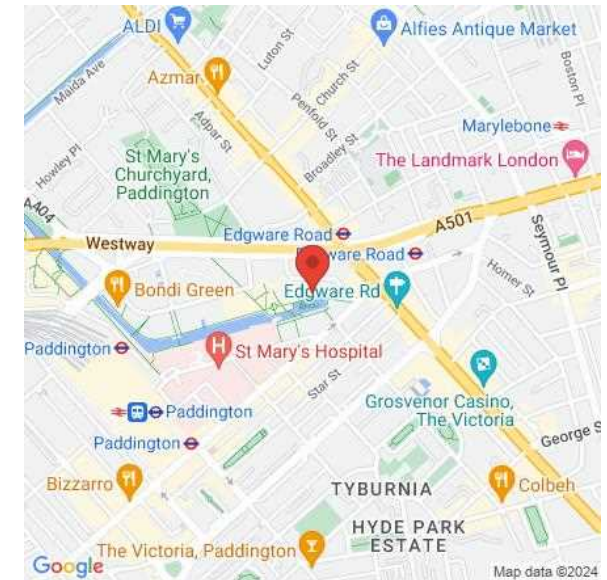 ALDI
Alfies Antique Market
Luton St
Maida Ave
Azmar
Church St
Penfold St
Boston Pl
Adpar St
Marylebone
Broadley St
Howley Pl
St Mary's
Churchyard,
Paddington
The Landmark London
A404
Edgware Road
A501
Westway
ware Road
Seymour Pl
Homer St
Bondi Green
Edgware Rd
Paddington
H
St Mary's Hospital
Star St
Grosvenor Casino,
The Victoria
Paddington
Paddington
George S
Bizzarro
TYBURNIA
Colbeh
HYDE PARK
ESTATE
The Victoria, Paddington
Google
Map data ©2024